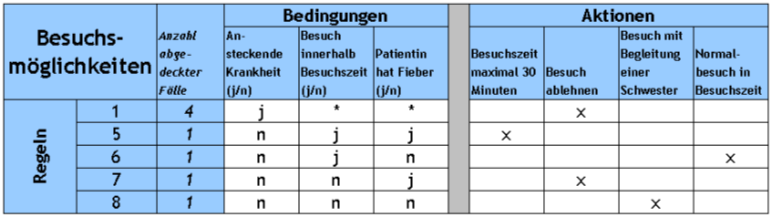 Besuchs-
möglichkeiten
Anzahl
abge-
deckter
Fälle
Bedingungen
An-
steckende
Krankheit
(j/n)
Besuch
innerhalb
Besuchszeit
(j/n)
Patientin
hat Fieber
(j/n)
Aktionen
Besuchszeit
maximal 30
Minuten
Besuch
ablehnen
Besuch mit
Begleitung
einer
Schwester
Normal-
besuch in
Besuchszeit
Regeln
1 4 j * * x
5 1 n j j x
6 1 n j n x
7 1 n n j x
8 1 n n n x